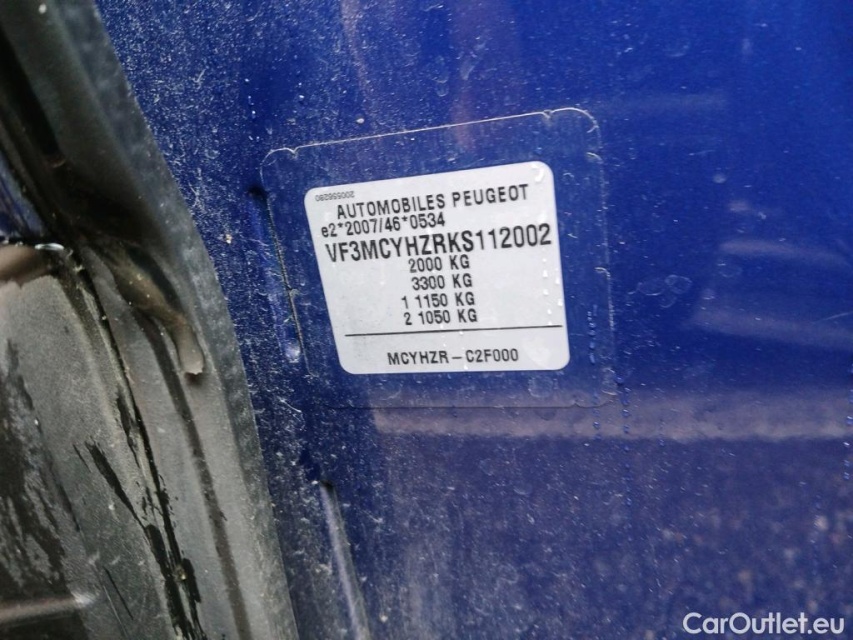 200556280
AUTOMOBILES PEUGEOT
e2*2007/46*0534
VF3MCYHZRKS112002
2000 KG
3300 KG
1 1150 KG
2 1050 KG
MCYHZR - C2F000
CarOutlet.eu